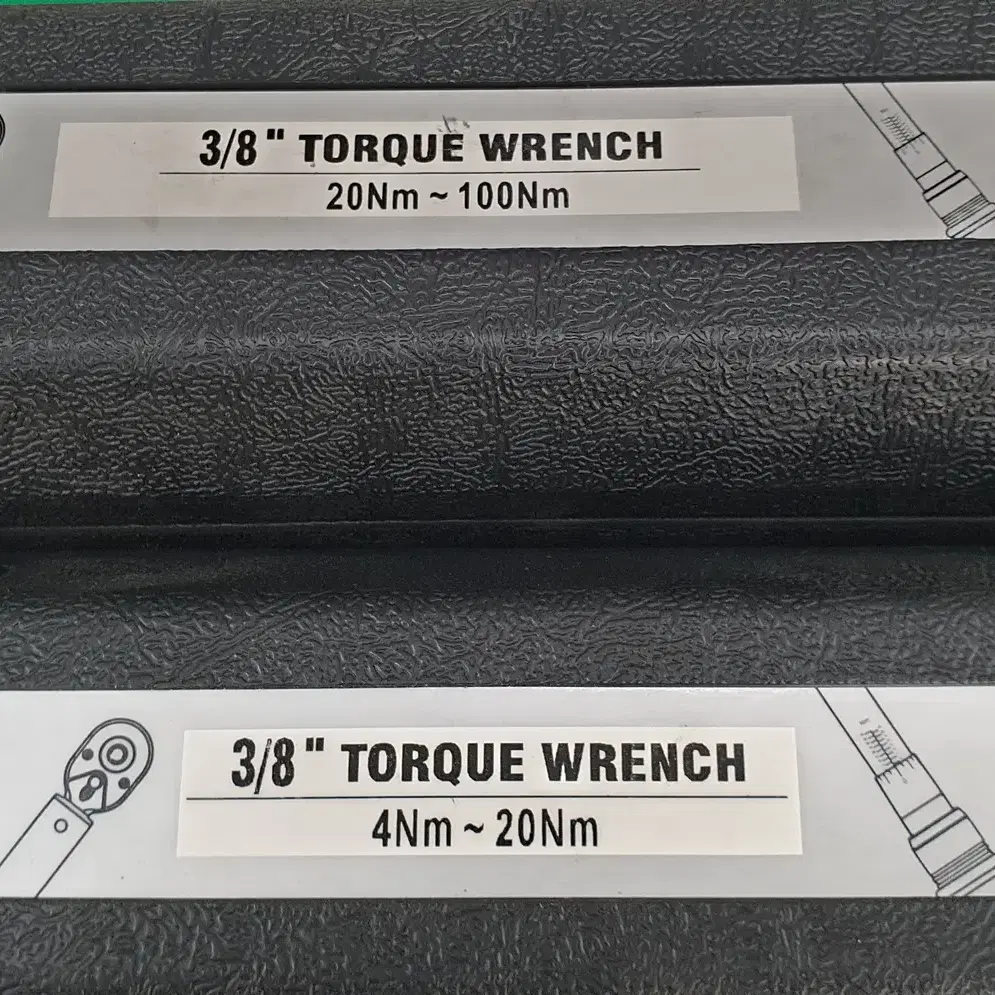 3/8" TORQUE WRENCH
20Nm ~ 100Nm
3/8" TORQUE WRENCH
4Nm ~ 20Nm